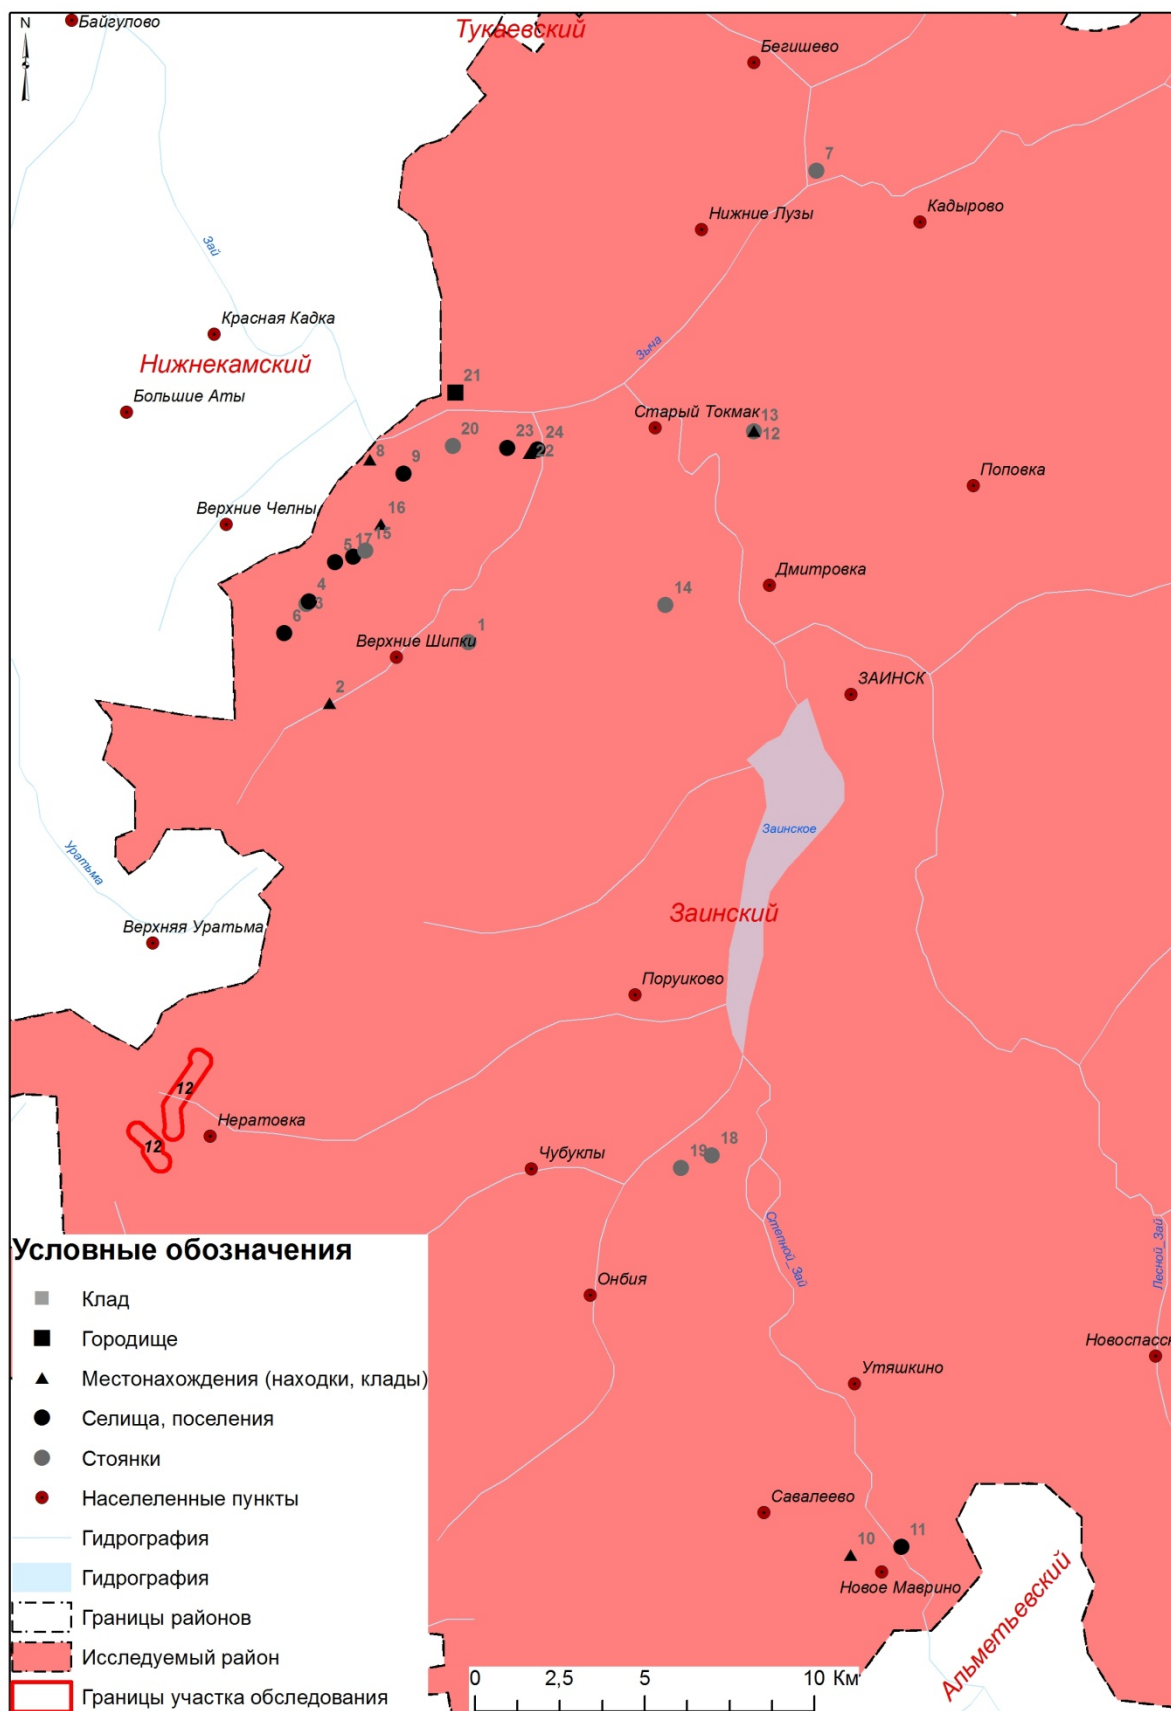 Байгулово
Тукаевский
N
Бегишево
7
Нижние Лузы
Кадырово
Зай
Красная Кадка
Зыча
Нижнекамский
21
Большие Аты
Старый Токмак
13
20
23
24
12
8
9
22
Поповка
Верхние Челны
16
5
17
15
Дмитровка
4
14
3
6
Верхние Шипки
1
ЗАИНСК
2
Заинское
Уратьма
Заинский
Верхняя Уратьма
Поруиково
12
Нератовка
12
Чубуклы
19
18
Степной_Зай
Лесной_Зай
Условные обозначения
Онбия
Клад
Городище
Новоспасск
Местонахождения (находки, клады)
Утяшкино
Селища, поселения
Стоянки
Населеленные пункты
Савалеево
Гидрография
10
11
Гидрография
Новое Маврино
Границы районов
Альметьевский
Исследуемый район
0 2,5 5 10 Км
Границы участка обследования